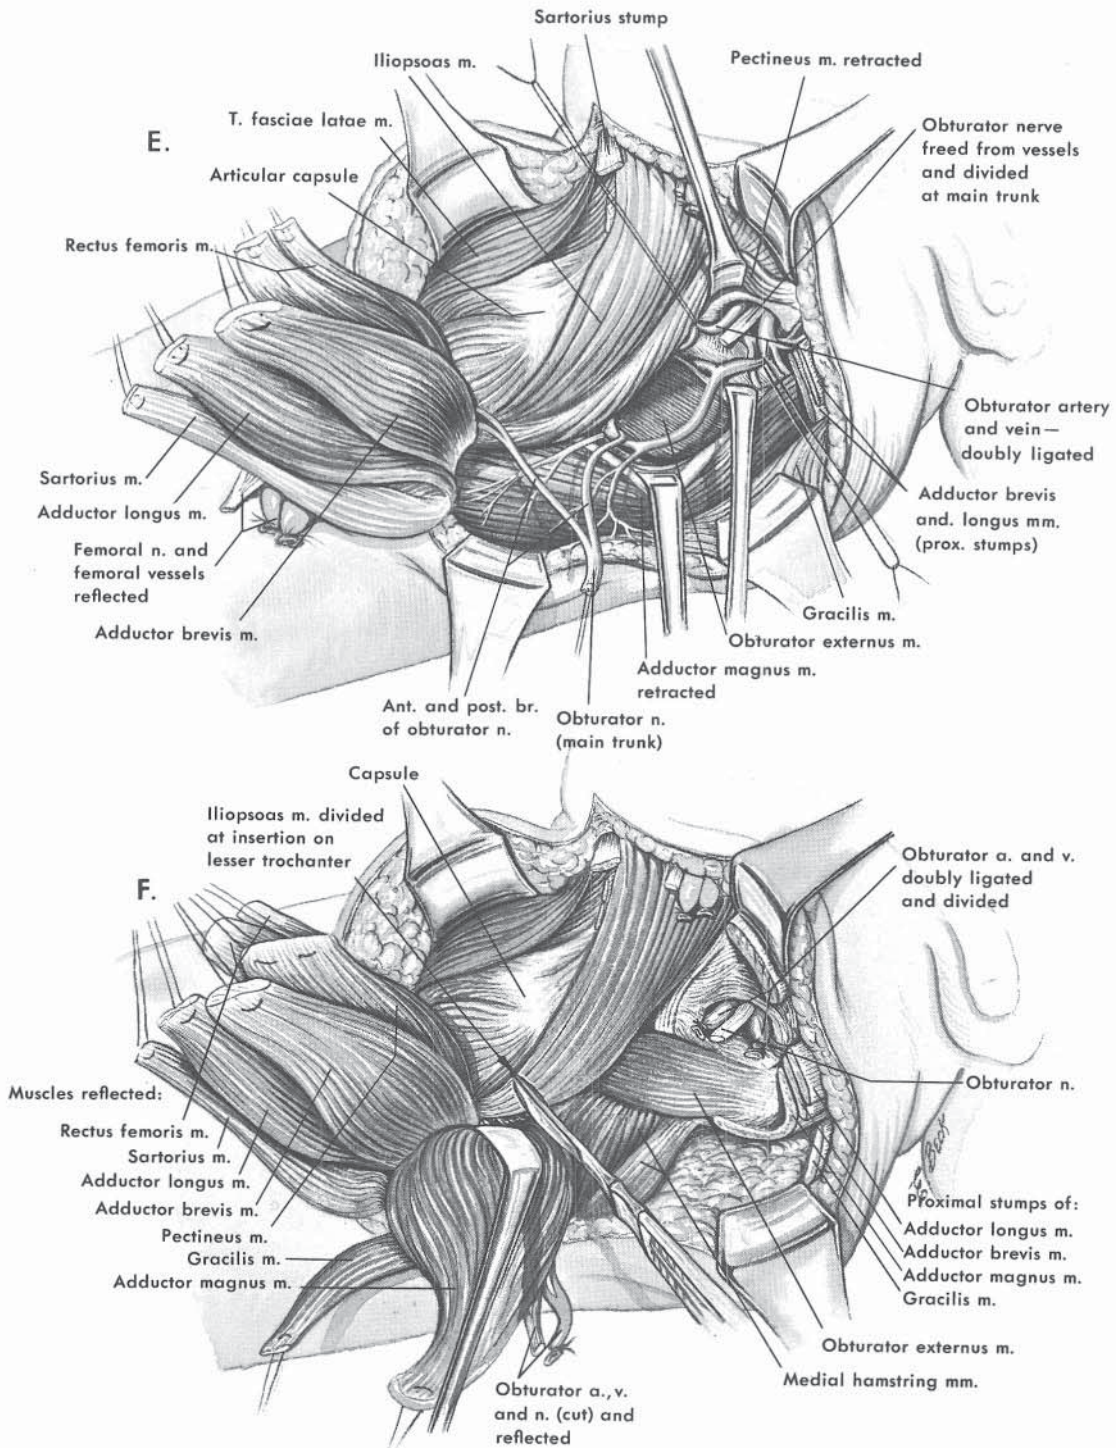 Sartorius stump
Iliopsoas m.
Pectineus m. retracted
T. fasciae latae m.
E.
Obturator nerve
freed from vessels
and divided
at main trunk
Articular capsule
Rectus femoris m.
Obturator artery
and vein—
doubly ligated
Sartorius m.
Adductor longus m.
Adductor brevis
and. longus mm.
(prox. stumps)
Femoral n. and
femoral vessels
reflected
Adductor brevis m.
Gracilis m.
Obturator externus m.
Adductor magnus m.
retracted
Ant. and post. br.
of obturator n.
Obturator n.
(main trunk)
Capsule
Iliopsoas m. divided
at insertion on
lesser trochanter
F.
Obturator a. and v.
doubly ligated
and divided
Obturator n.
Muscles reflected:
Rectus femoris m.
Sartorius m.
Adductor longus m.
Adductor brevis m.
Pectineus m.
Gracilis m.
Adductor magnus m.
Beck
Proximal stumps of:
Adductor longus m.
Adductor brevis m.
Adductor magnus m.
Gracilis m.
Obturator externus m.
Medial hamstring mm.
Obturator a., v.
and n. (cut) and
reflected